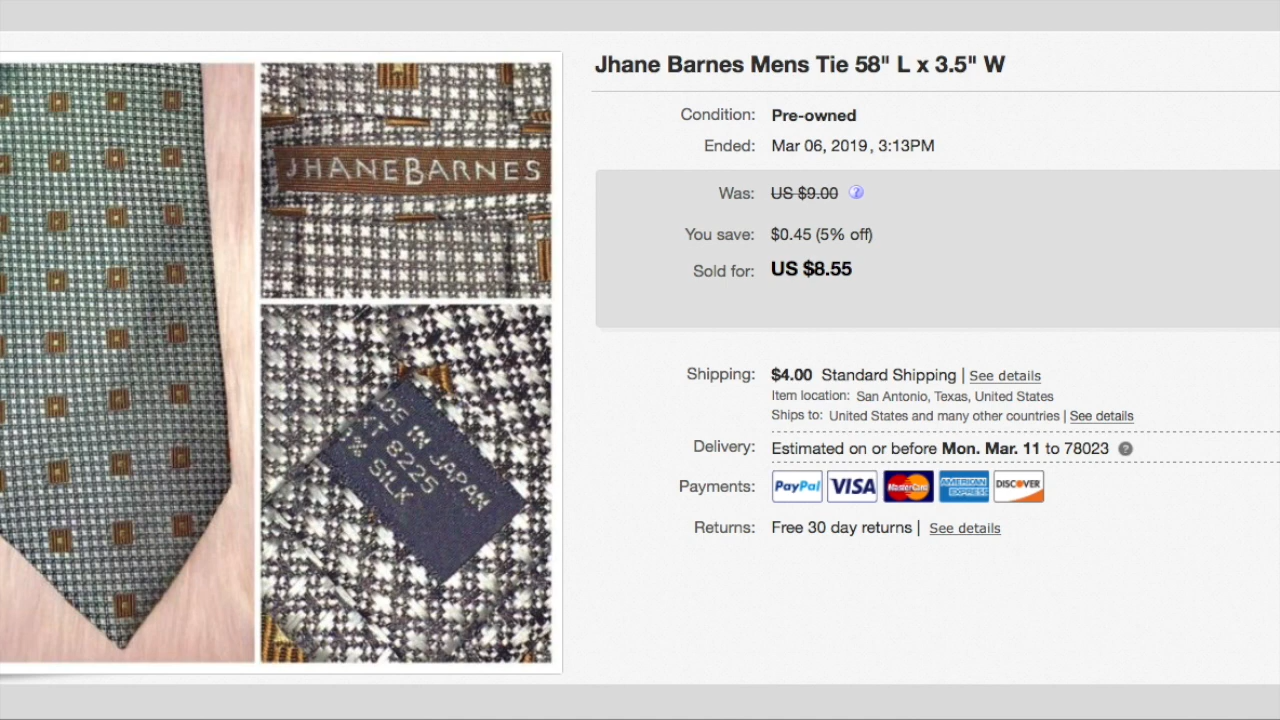 Jhane Barnes Mens Tie 58" L x 3.5" W
Condition: Pre-owned
Ended: Mar 06, 2019, 3:13PM
Was: US $9.00
You save: $0.45 (5% off)
Sold for: US $8.55
Shipping: $4.00 Standard Shipping | See details
Item location: San Antonio, Texas, United States
Ships to: United States and many other countries | See details
Delivery: Estimated on or before Mon. Mar. 11 to 78023
Payments: PayPal VISA MasterCard AMERICAN EXPRESS DISCOVER
Returns: Free 30 day returns | See details
JHANEBARNES
DE IN JAPA
KT 8225
% SILK